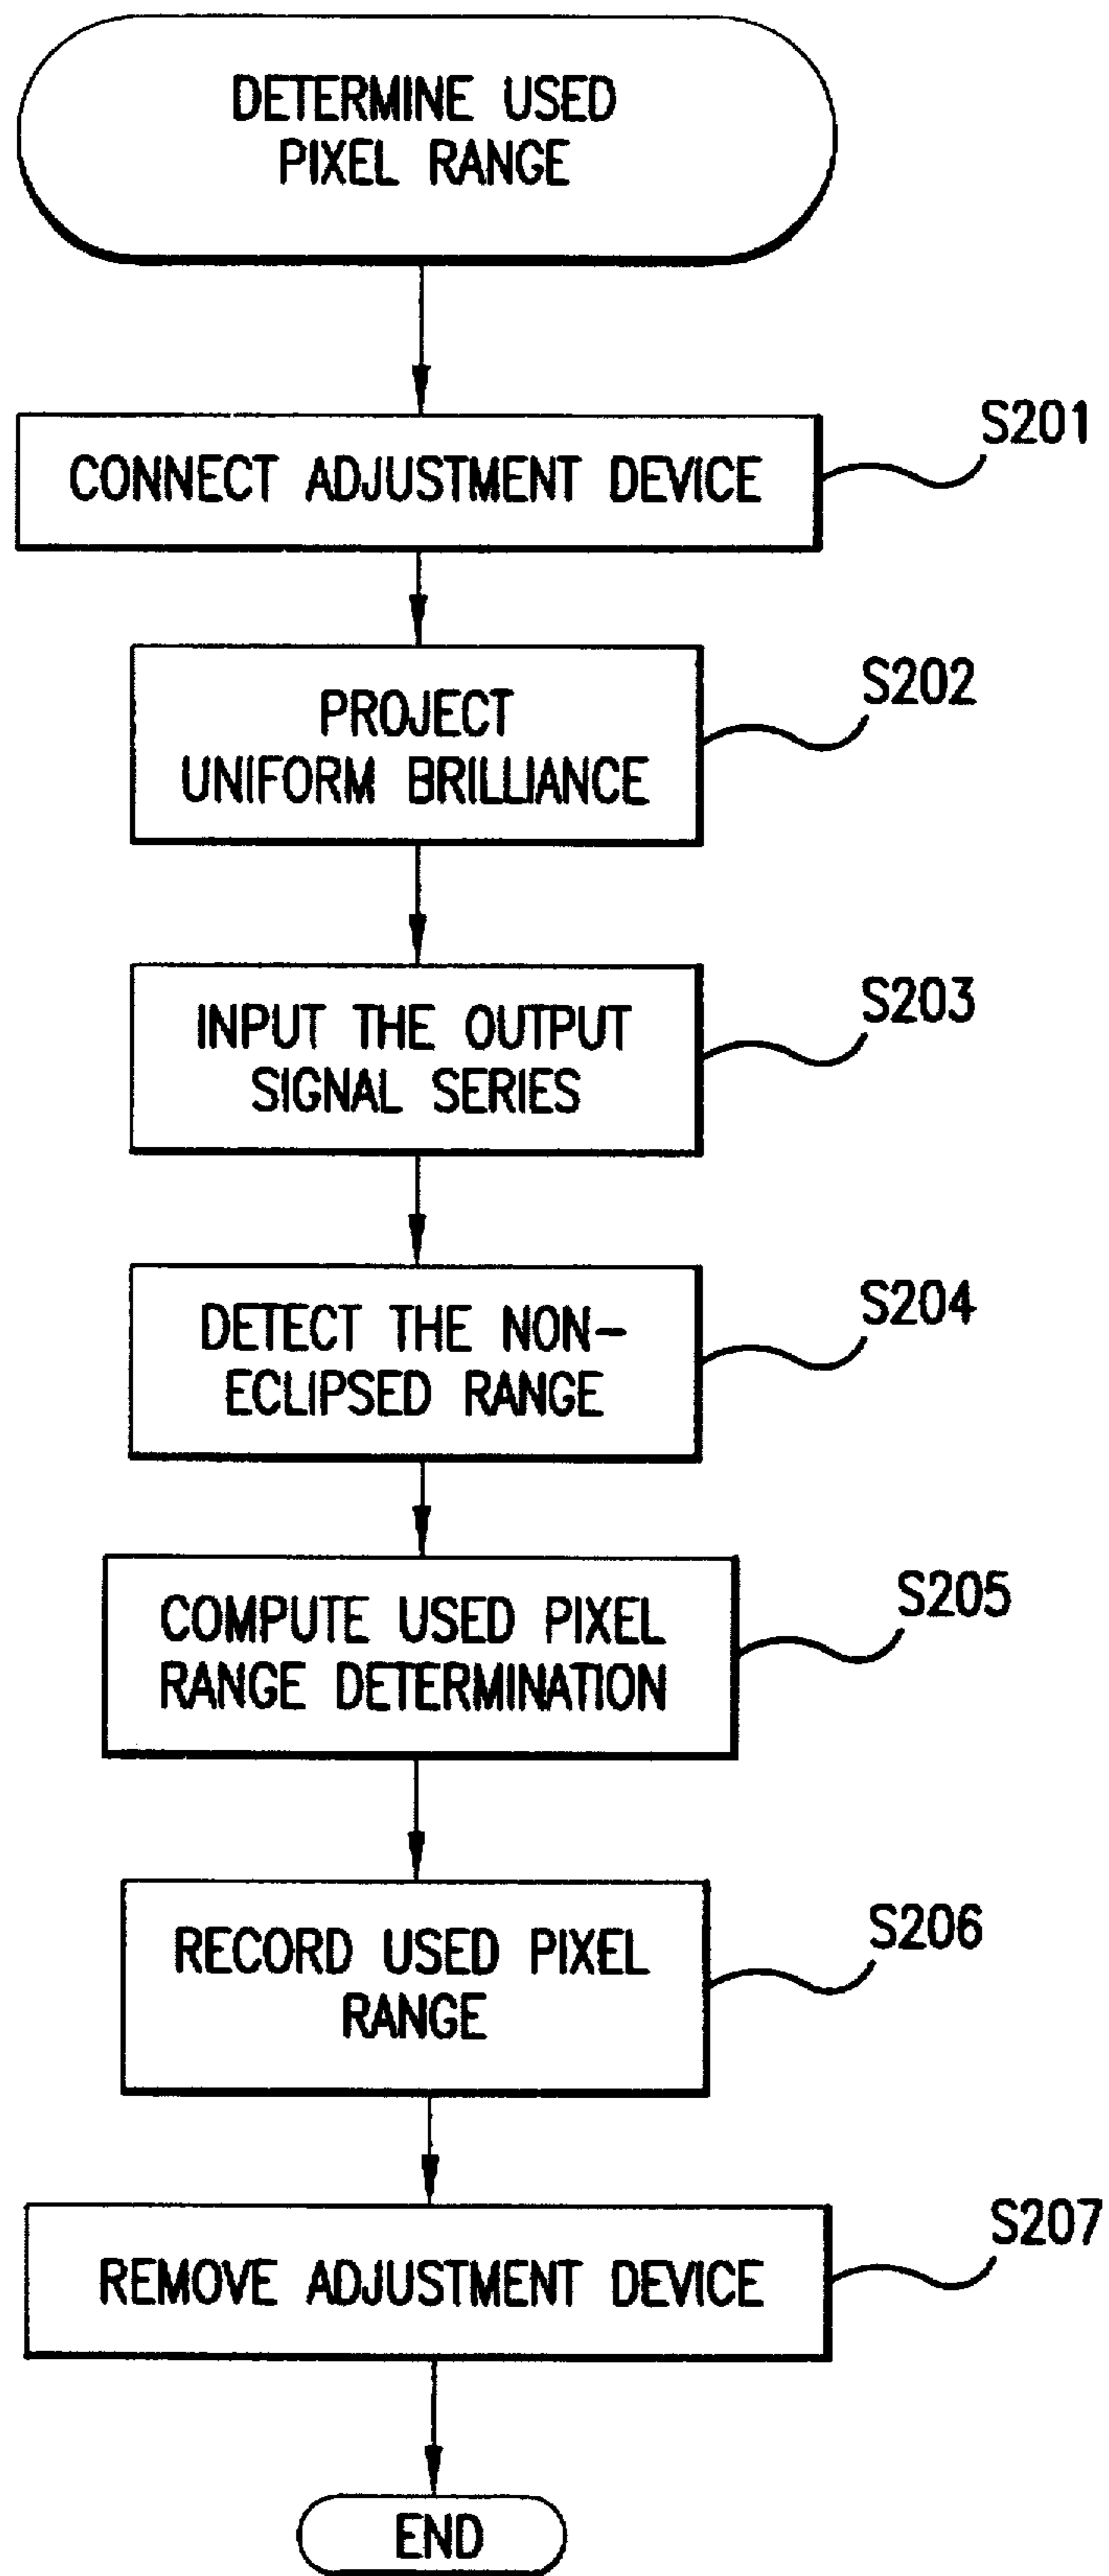 DETERMINE USED
PIXEL RANGE
S201
CONNECT ADJUSTMENT DEVICE
S202
PROJECT
UNIFORM BRILLIANCE
S203
INPUT THE OUTPUT
SIGNAL SERIES
S204
DETECT THE NON-
ECLIPSED RANGE
S205
COMPUTE USED PIXEL
RANGE DETERMINATION
S206
RECORD USED PIXEL
RANGE
S207
REMOVE ADJUSTMENT DEVICE
END